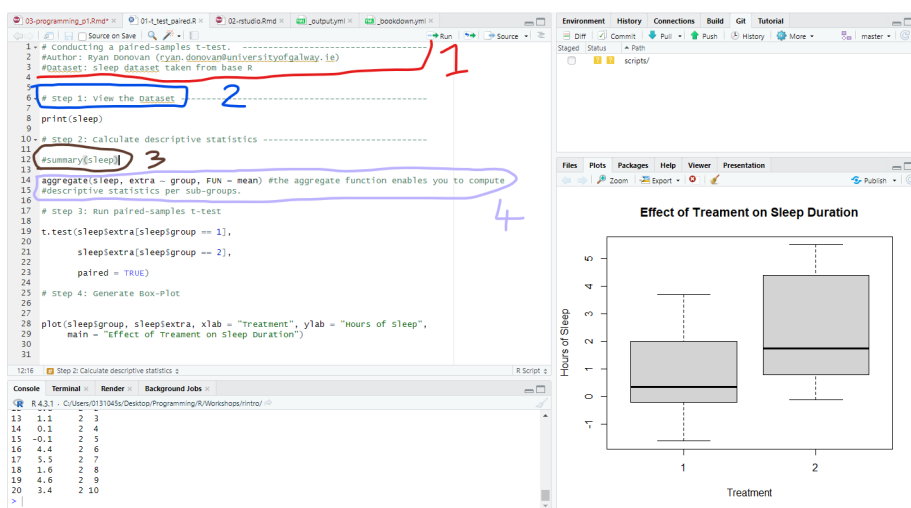 03-programming_p1.Rmd* × 01-t_test_paired.R × 02-rstudio.Rmd × _output.yml × _bookdown.yml ×
Source on Save Run Source
1 # Conducting a paired-samples t-test. --------------------------------------
2 #Author: Ryan Donovan (ryan.donovan@universityofgalway.ie)
3 #Dataset: sleep dataset taken from base R
4
5
6 # Step 1: View the Dataset ------------------------------------------
7
8 print(sleep)
9
10 # Step 2: Calculate descriptive statistics ----------------------------
11
12 #summary(sleep)
13
14 aggregate(sleep, extra ~ group, FUN = mean) #the aggregate function enables you to compute
15 #descriptive statistics per sub-groups.
16
17 # Step 3: Run paired-samples t-test
18
19 t.test(sleep$extra[sleep$group == 1],
20
21 sleep$extra[sleep$group == 2],
22
23 paired = TRUE)
24
25 # Step 4: Generate Box-Plot
26
27
28 plot(sleep$group, sleep$extra, xlab = "Treatment", ylab = "Hours of Sleep",
29 main = "Effect of Treament on Sleep Duration")
30
31
1
2
3
4
12:16 Step 2: Calculate descriptive statistics R Script
Console Terminal × Render × Background Jobs ×
R 4.3.1 · C:/Users/0131045s/Desktop/Programming/R/Workshops/rintro/
13 1.1 2 3
14 0.1 2 4
15 -0.1 2 5
16 4.4 2 6
17 5.5 2 7
18 1.6 2 8
19 4.6 2 9
20 3.4 2 10
>
Environment History Connections Build Git Tutorial
Diff Commit Pull Push History More master
Staged Status Path
? ? scripts/
Files Plots Packages Help Viewer Presentation
Zoom Export Publish
Effect of Treament on Sleep Duration
Hours of Sleep
5
4
3
2
1
0
-1
1 2
Treatment